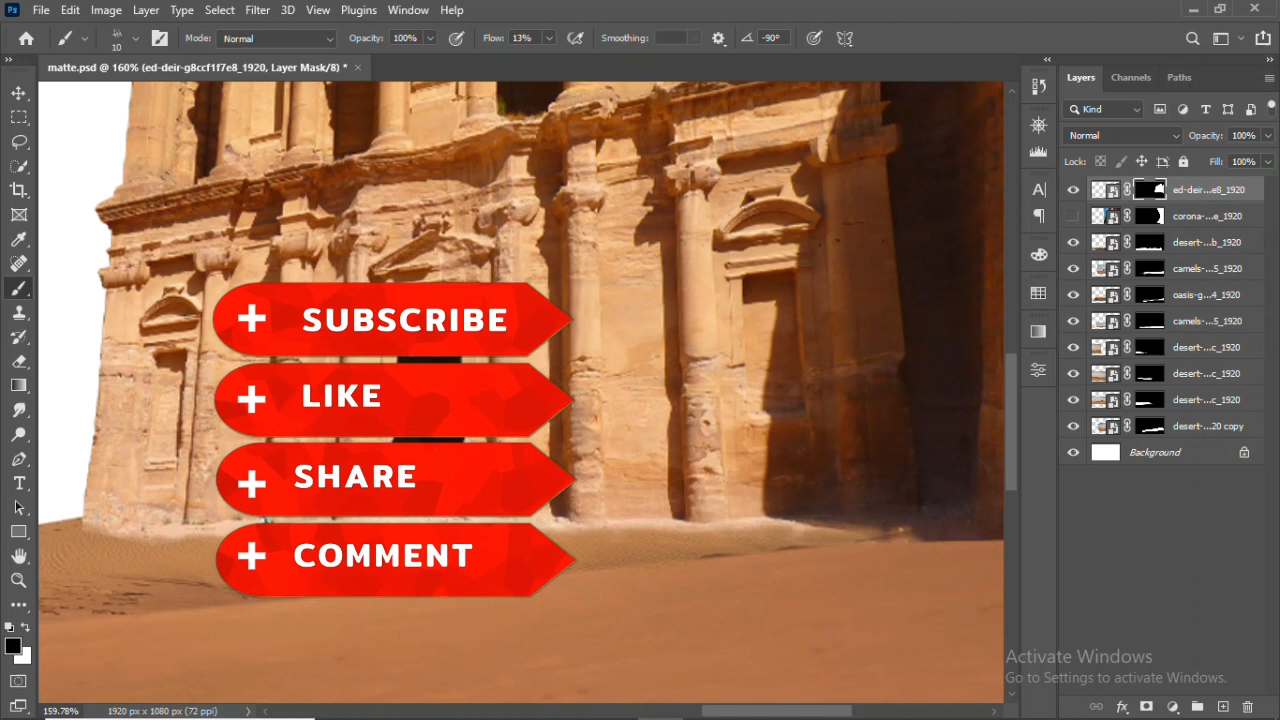 Ps File Edit Image Layer Type Select Filter 3D View Plugins Window Help
10 Mode: Normal Opacity: 100% Flow: 13% Smoothing: -90°
matte.psd @ 160% (ed-deir-g8ccf1f7e8_1920, Layer Mask/8) *
Layers Channels Paths
Kind
Normal Opacity: 100%
Lock: Fill: 100%
ed-deir...e8_1920
corona-...e_1920
desert-...b_1920
camels-...5_1920
oasis-g...4_1920
camels-...5_1920
desert-...c_1920
desert-...c_1920
desert-...c_1920
desert-...20 copy
Background
+ SUBSCRIBE
+ LIKE
+ SHARE
+ COMMENT
Activate Windows
Go to Settings to activate Windows.
159.78% 1920 px x 1080 px (72 ppi)